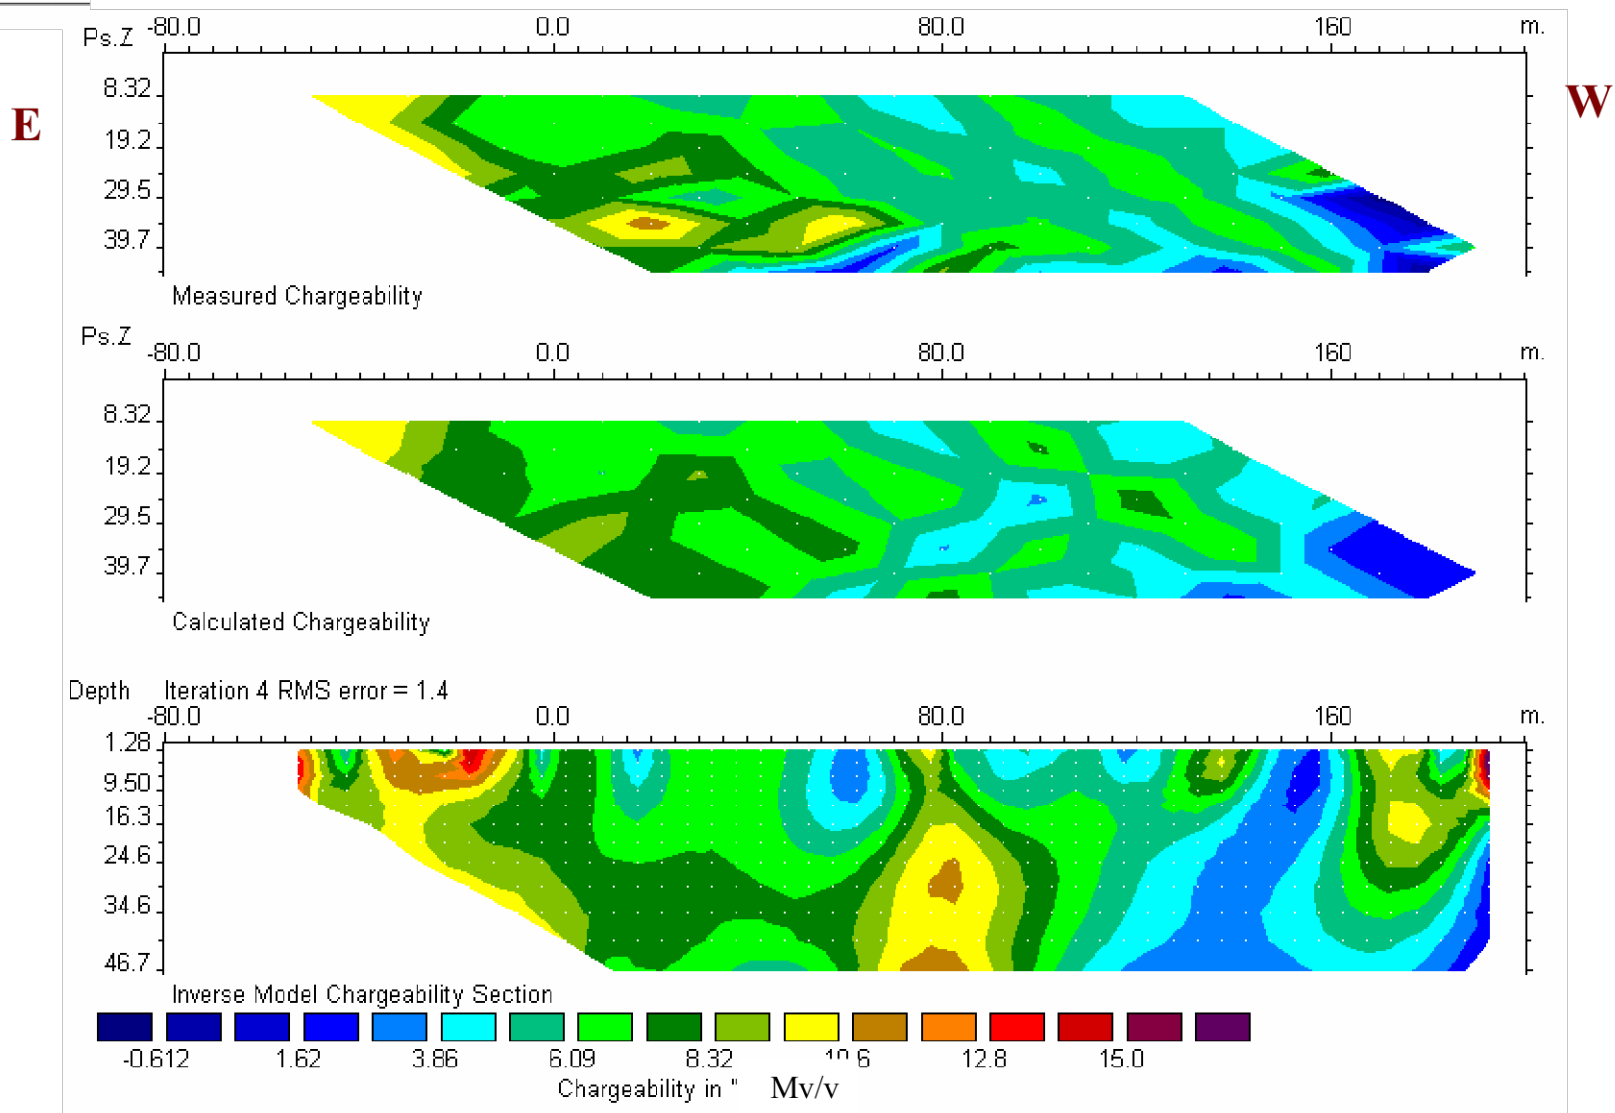 -80.0 0.0 80.0 160 m.
Ps.Z
8.32
E W
19.2
29.5
39.7
Measured Chargeability
Ps.Z
-80.0 0.0 80.0 160 m.
8.32
19.2
29.5
39.7
Calculated Chargeability
Depth Iteration 4 RMS error = 1.4
-80.0 0.0 80.0 160 m.
1.28
9.50
16.3
24.6
34.6
46.7
Inverse Model Chargeability Section
-0.612 1.62 3.86 6.09 8.32 10.6 12.8 15.0
Chargeability in " Mv/v